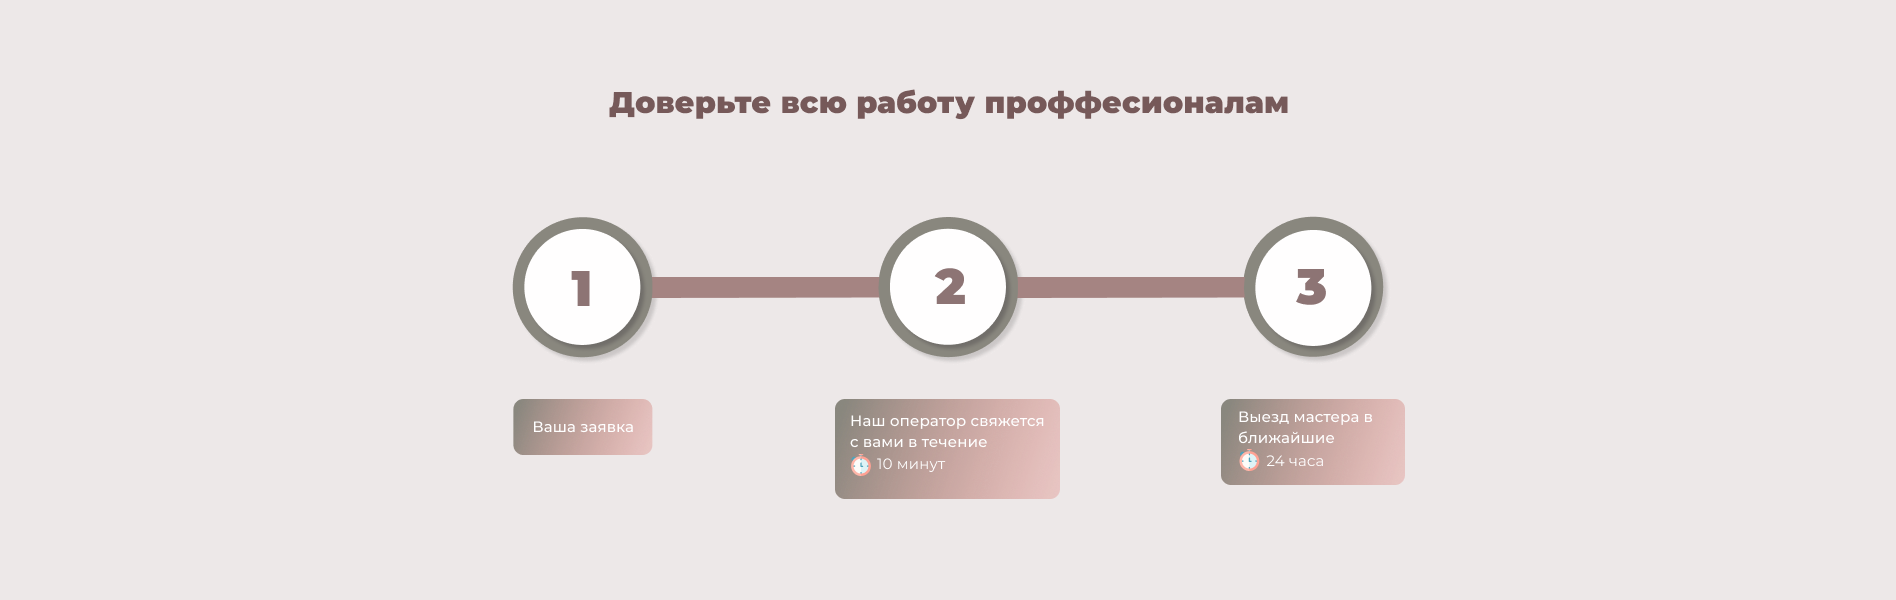 Доверьте всю работу проффесионалам
1
2
3
Ваша заявка
Наш оператор свяжется
с вами в течение
10 минут
Выезд мастера в
ближайшие
24 часа